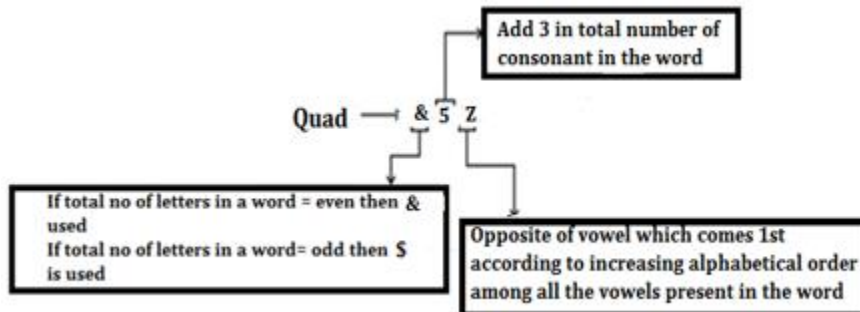 Add 3 in total number of
consonant in the word
Quad & 5 Z
If total no of letters in a word = even then &
used
If total no of letters in a word= odd then $
is used
Opposite of vowel which comes 1st
according to increasing alphabetical order
among all the vowels present in the word